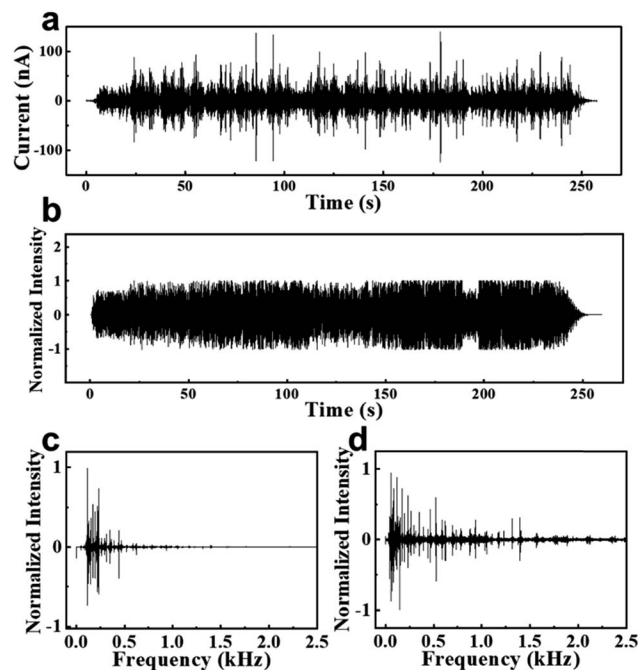 a
Current (nA)
100
0
-100
0 50 100 150 200 250
Time (s)
b
Normalized Intensity
2
1
0
-1
0 50 100 150 200 250
Time (s)
c
Normalized Intensity
1
0
-1
0.0 0.5 1.0 1.5 2.0 2.5
Frequency (kHz)
d
Normalized Intensity
1
0
-1
0.0 0.5 1.0 1.5 2.0 2.5
Frequency (kHz)